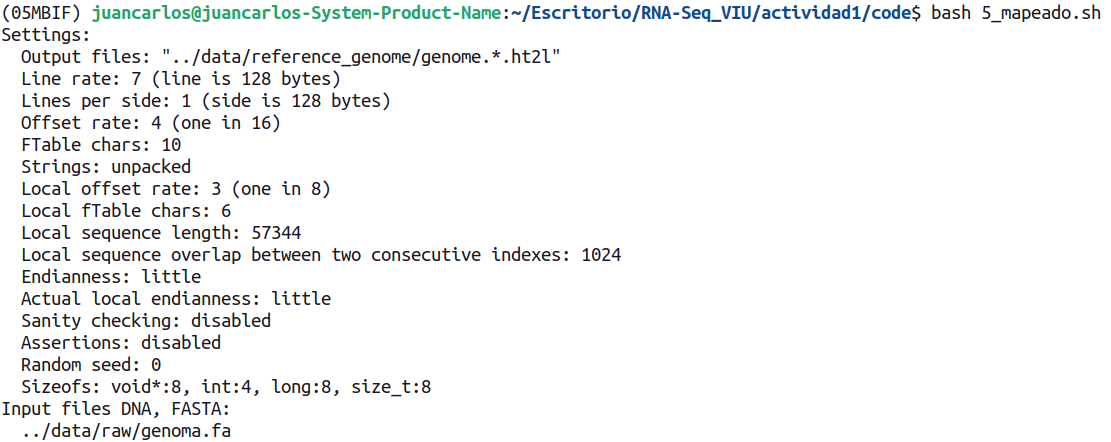 (05MBIF) juancarlos@juancarlos-System-Product-Name:~/Escritorio/RNA-Seq_VIU/actividad1/code$ bash 5_mapeado.sh
Settings:
  Output files: "../data/reference_genome/genome.*.ht2l"
  Line rate: 7 (line is 128 bytes)
  Lines per side: 1 (side is 128 bytes)
  Offset rate: 4 (one in 16)
  FTable chars: 10
  Strings: unpacked
  Local offset rate: 3 (one in 8)
  Local fTable chars: 6
  Local sequence length: 57344
  Local sequence overlap between two consecutive indexes: 1024
  Endianness: little
  Actual local endianness: little
  Sanity checking: disabled
  Assertions: disabled
  Random seed: 0
  Sizeofs: void*:8, int:4, long:8, size_t:8
Input files DNA, FASTA:
  ../data/raw/genoma.fa